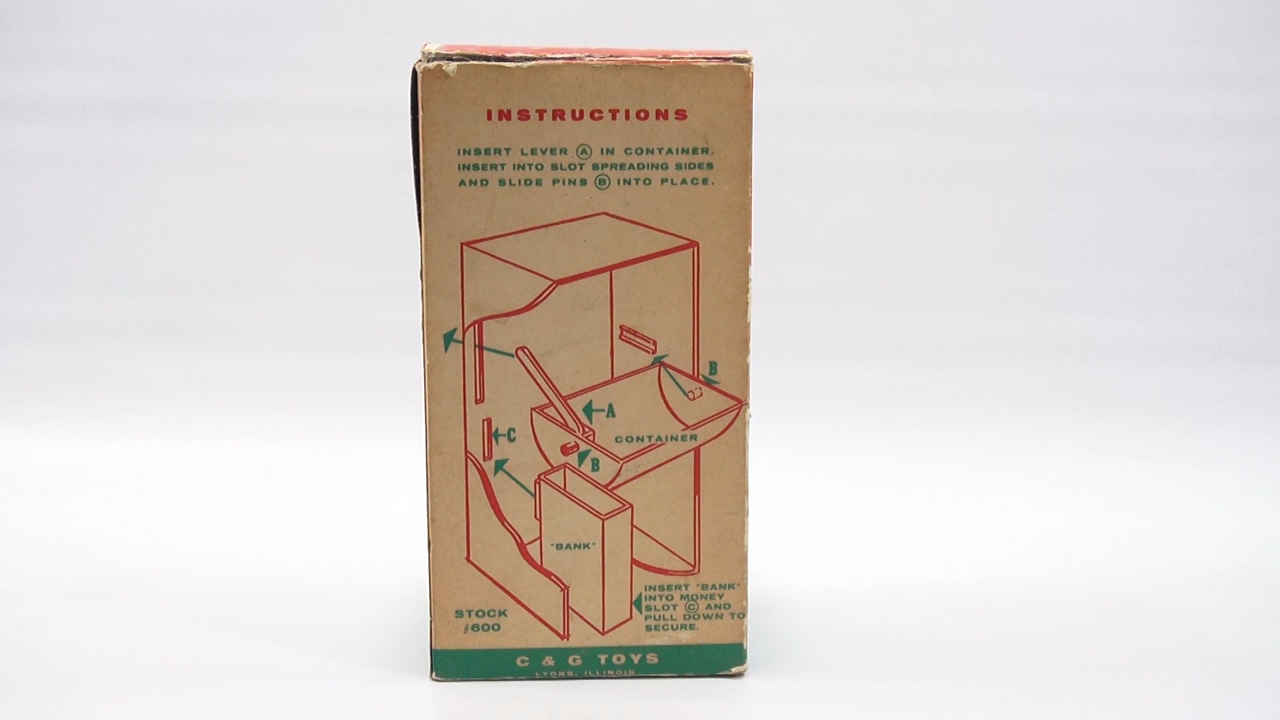 INSTRUCTIONS
INSERT LEVER Ⓐ IN CONTAINER.
INSERT INTO SLOT SPREADING SIDES
AND SLIDE PINS Ⓑ INTO PLACE.
B
A
C
CONTAINER
B
"BANK"
INSERT "BANK"
INTO MONEY
SLOT Ⓒ AND
PULL DOWN TO
SECURE.
STOCK
#600
C & G TOYS
LYONS, ILLINOIS